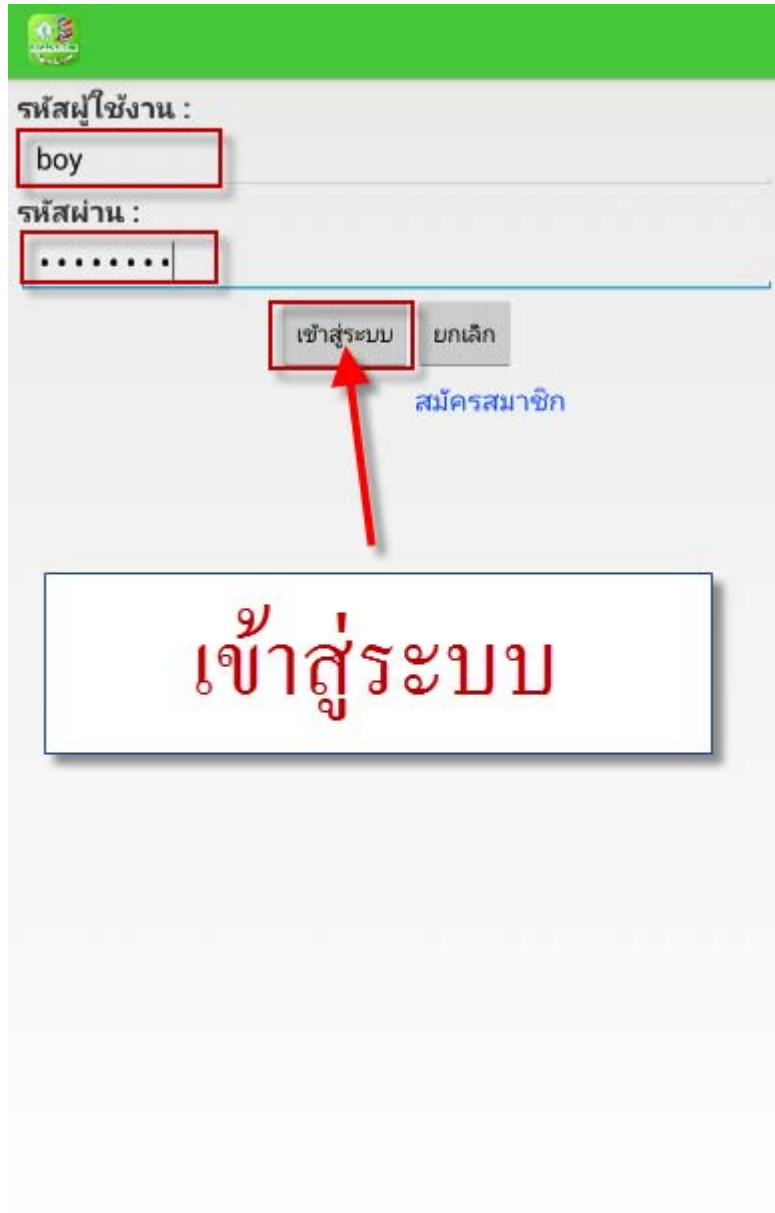 รหัสผู้ใช้งาน :
boy
รหัสผ่าน :
••••••••
เข้าสู่ระบบ ยกเลิก
สมัครสมาชิก
เข้าสู่ระบบ